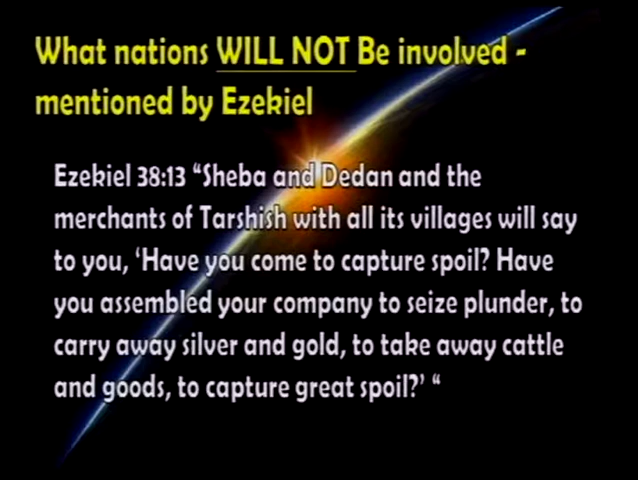 What nations WILL NOT Be involved -
mentioned by Ezekiel
Ezekiel 38:13 “Sheba and Dedan and the
merchants of Tarshish with all its villages will say
to you, ‘Have you come to capture spoil? Have
you assembled your company to seize plunder, to
carry away silver and gold, to take away cattle
and goods, to capture great spoil?’ “